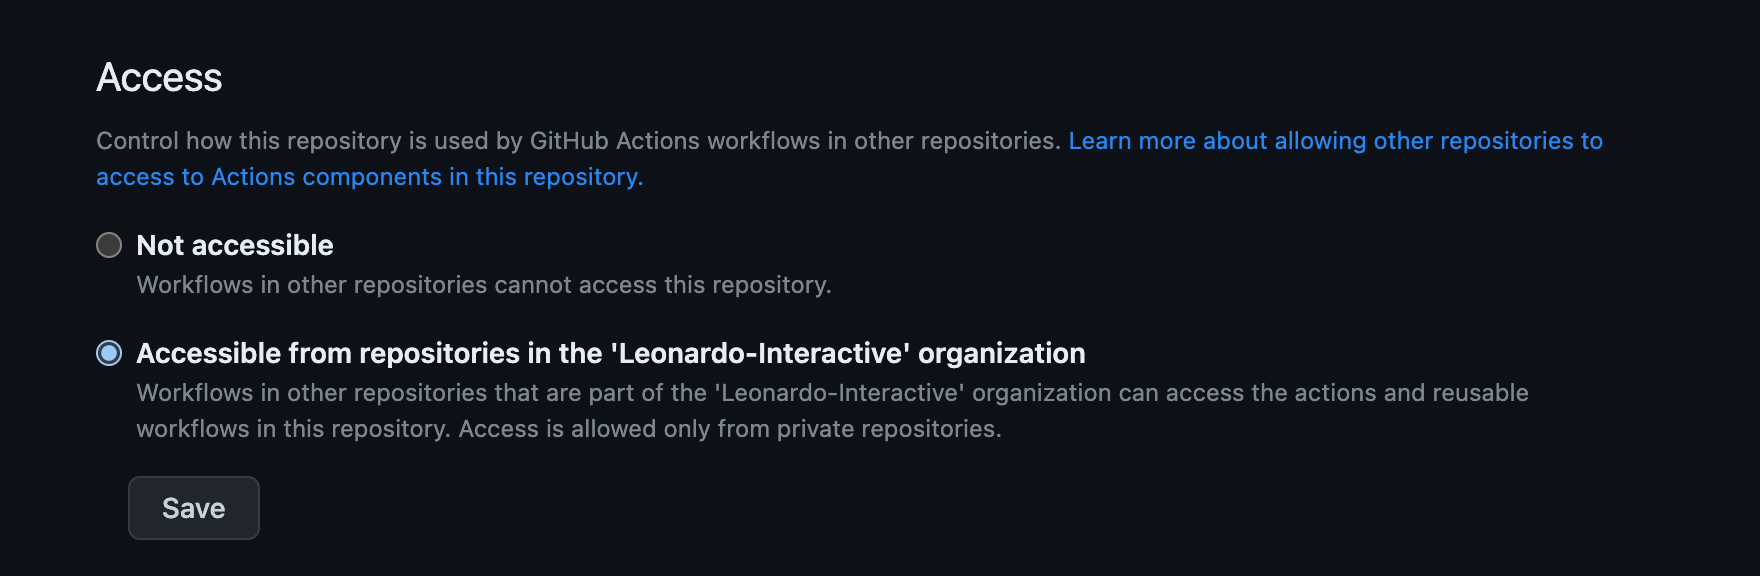 Access
Control how this repository is used by GitHub Actions workflows in other repositories. Learn more about allowing other repositories to
access to Actions components in this repository.
Not accessible
Workflows in other repositories cannot access this repository.
Accessible from repositories in the 'Leonardo-Interactive' organization
Workflows in other repositories that are part of the 'Leonardo-Interactive' organization can access the actions and reusable
workflows in this repository. Access is allowed only from private repositories.
Save